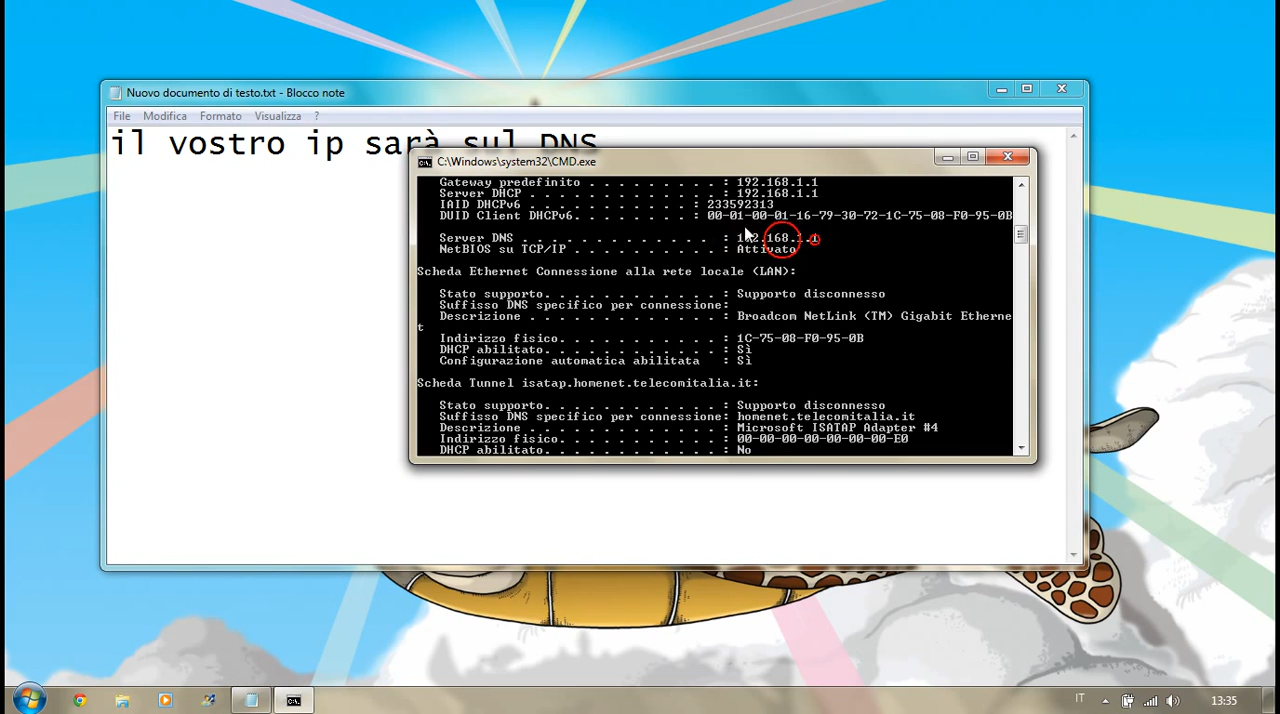 Nuovo documento di testo.txt - Blocco note
File Modifica Formato Visualizza ?
il vostro ip sarà sul DNS
C:\Windows\system32\CMD.exe
Gateway predefinito . . . . . . . . . : 192.168.1.1
Server DHCP . . . . . . . . . . . . . : 192.168.1.1
IAID DHCPv6 . . . . . . . . . . . : 233592313
DUID Client DHCPv6. . . . . . . . : 00-01-00-01-16-79-30-72-1C-75-08-F0-95-0B
Server DNS . . . . . . . . . . . . . : 192.168.1.1
NetBIOS su TCP/IP . . . . . . . . . . : Attivato
Scheda Ethernet Connessione alla rete locale (LAN):
Stato supporto. . . . . . . . . . . . : Supporto disconnesso
Suffisso DNS specifico per connessione:
Descrizione . . . . . . . . . . . . . : Broadcom NetLink (TM) Gigabit Etherne
t
Indirizzo fisico. . . . . . . . . . . : 1C-75-08-F0-95-0B
DHCP abilitato. . . . . . . . . . . . : Sì
Configurazione automatica abilitata : Sì
Scheda Tunnel isatap.homenet.telecomitalia.it:
Stato supporto. . . . . . . . . . . . : Supporto disconnesso
Suffisso DNS specifico per connessione: homenet.telecomitalia.it
Descrizione . . . . . . . . . . . . . : Microsoft ISATAP Adapter #4
Indirizzo fisico. . . . . . . . . . . : 00-00-00-00-00-00-00-E0
DHCP abilitato. . . . . . . . . . . . : No
IT
13:35